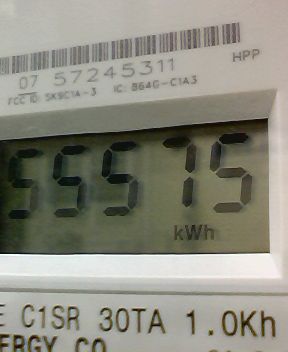 07 57245311
HPP
FCC ID: SK9C1A-3 IC: 864G-C1A3
55575
kWh
E C1SR 30TA 1.0Kh
ERGY CO